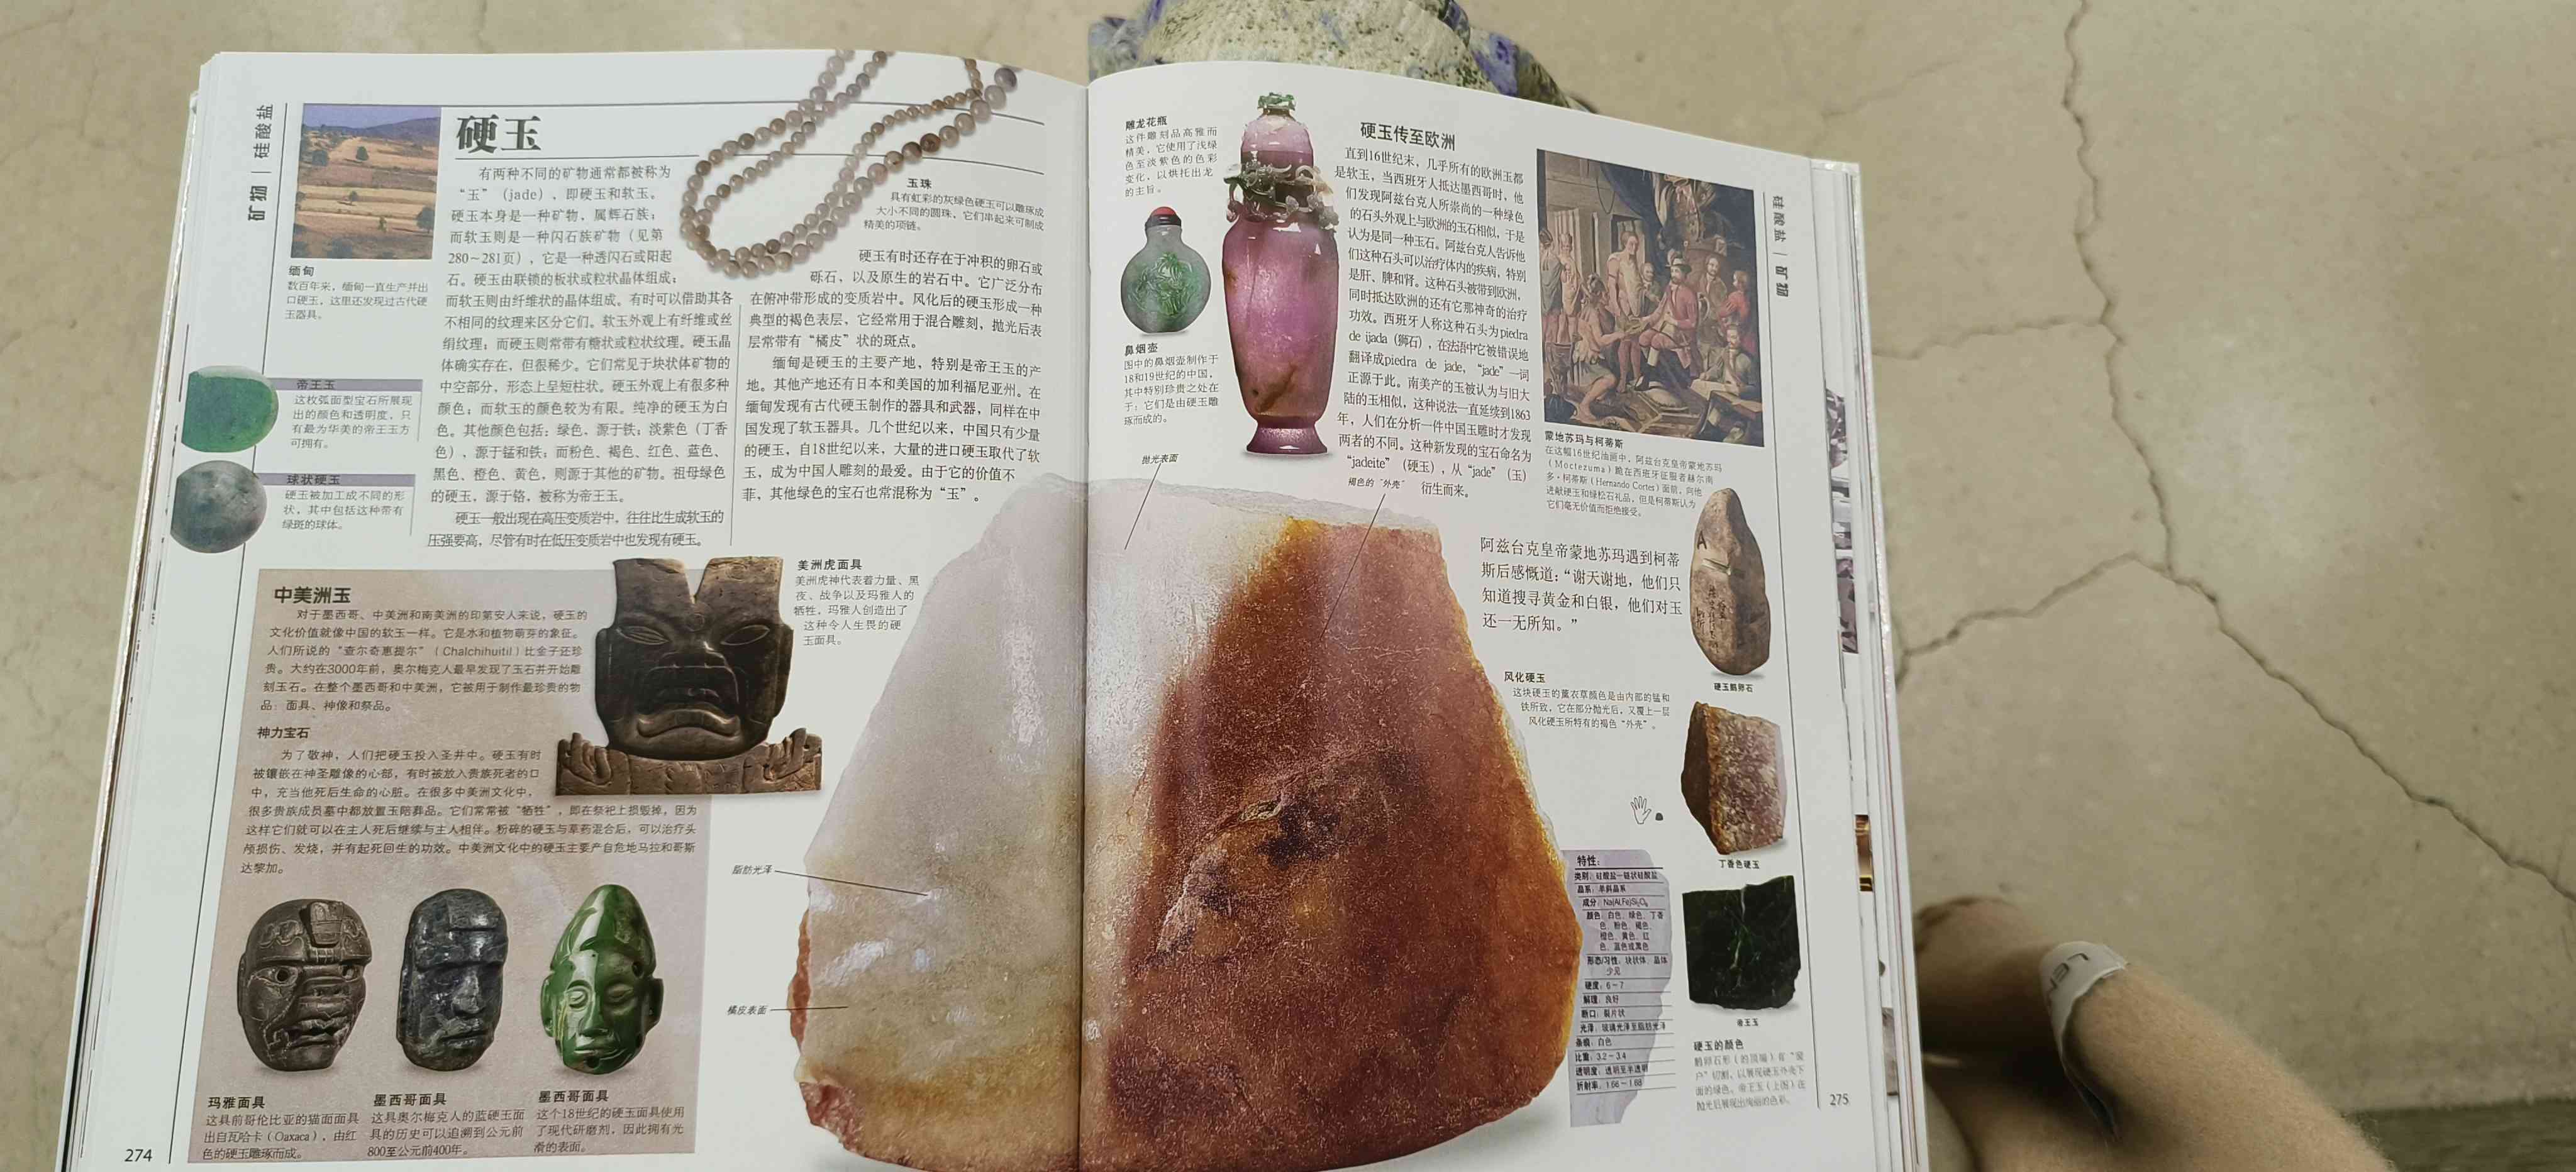 矿物 | 硅酸盐
硬玉
有两种不同的矿物通常都被称为
“玉”（jade），即硬玉和软玉。
硬玉本身是一种矿物，属辉石族；
而软玉则是一种闪石族矿物（见第
280~281页），它是一种透闪石或阳起
石。硬玉由联锁的板状或粒状晶体组成；
而软玉则由纤维状的晶体组成。有时可以借助其各
不相同的纹理来区分它们。软玉外观上有纤维或丝
绢纹理；而硬玉则常带有糖状或粒状纹理。硬玉晶
体确实存在，但很稀少。它们常见于块状体矿物的
中空部分，形态上呈短柱状。硬玉外观上有很多种
颜色；而软玉的颜色较为有限。纯净的硬玉为白
色。其他颜色包括：绿色，源于铁；淡紫色（丁香
色），源于锰和铁；而粉色、褐色、红色、蓝色、
黑色、橙色、黄色，则源于其他的矿物。祖母绿色
的硬玉，源于铬，被称为帝王玉。
硬玉一般出现在高压变质岩中，往往比生成软玉的
压强要高，尽管有时在低压变质岩中也发现有硬玉。
缅甸
数百年来，缅甸一直生产并出
口硬玉，这里还发现过古代硬
玉器具。
帝王玉
这枚弧面型宝石所展现
出的颜色和透明度，只
有最为华美的帝王玉方
可拥有。
球状硬玉
硬玉被加工成不同的形
状，其中包括这种带有
绿斑的球体。
玉珠
具有虹彩的灰绿色硬玉可以雕琢成
大小不同的圆珠，它们串起来可制成
精美的项链。
硬玉有时还存在于冲积的卵石或
砾石，以及原生的岩石中。它广泛分布
在俯冲带形成的变质岩中。风化后的硬玉形成一种
典型的褐色表层，它经常用于混合雕刻，抛光后表
层常带有“橘皮”状的斑点。
缅甸是硬玉的主要产地，特别是帝王玉的产
地。其他产地还有日本和美国的加利福尼亚州。在
缅甸发现有古代硬玉制作的器具和武器，同样在中
国发现了软玉器具。几个世纪以来，中国只有少量
的硬玉，自18世纪以来，大量的进口硬玉取代了软
玉，成为中国人雕刻的最爱。由于它的价值不
菲，其他绿色的宝石也常混称为“玉”。
中美洲玉
对于墨西哥、中美洲和南美洲的印第安人来说，硬玉的
文化价值就像中国的软玉一样。它是水和植物萌芽的象征。
人们所说的“查尔奇惠提尔”（Chalchihuitil）比金子还珍
贵。大约在3000年前，奥尔梅克人最早发现了玉石并开始雕
刻玉石。在整个墨西哥和中美洲，它被用于制作最珍贵的物
品：面具、神像和祭品。
神力宝石
为了敬神，人们把硬玉投入圣井中。硬玉有时
被镶嵌在神圣雕像的心部，有时被放入贵族死者的口
中，充当他死后生命的心脏。在很多中美洲文化中，
很多贵族成员墓中都放置玉陪葬品。它们常常被“牺牲”，即在祭祀上损毁掉，因为
这样它们就可以在主人死后继续与主人相伴。粉碎的硬玉与草药混合后，可以治疗头
颅损伤、发烧，并有起死回生的功效。中美洲文化中的硬玉主要产自危地马拉和哥斯
达黎加。
美洲虎面具
美洲虎神代表着力量、黑
夜、战争以及玛雅人的
牺牲，玛雅人创造出了
这种令人生畏的硬
玉面具。
玛雅面具
这具前哥伦比亚的猫面面具
出自瓦哈卡（Oaxaca），由红
色的硬玉雕琢而成。
墨西哥面具
这具奥尔梅克人的蓝硬玉面
具的历史可以追溯到公元前
800至公元前400年。
墨西哥面具
这个18世纪的硬玉面具使用
了现代研磨剂，因此拥有光
滑的表面。
274
脂肪光泽
橘皮表面
雕龙花瓶
这件雕刻品高雅而
精美，它使用了浅绿
色至淡紫色的色彩
变化，以烘托出龙
的主旨。
鼻烟壶
图中的鼻烟壶制作于
18和19世纪的中国，
其中特别珍贵之处在
于：它们是由硬玉雕
琢而成的。
抛光表面
褐色的“外壳”
硬玉传至欧洲
直到16世纪末，几乎所有的欧洲玉都
是软玉，当西班牙人抵达墨西哥时，他
们发现阿兹台克人所崇尚的一种绿色
的石头外观上与欧洲的玉石相似，于是
认为是同一种玉石。阿兹台克人告诉他
们这种石头可以治疗体内的疾病，特别
是肝、脾和肾。这种石头被带到欧洲，
同时抵达欧洲的还有它那神奇的治疗
功效。西班牙人称这种石头为piedra
de ijada（狮石），在法语中它被错误地
翻译成piedra de jade，“jade”一词
正源于此。南美产的玉被认为与旧大
陆的玉相似，这种说法一直延续到1863
年，人们在分析一件中国玉雕时才发现
两者的不同。这种新发现的宝石命名为
“jadeite”（硬玉），从“jade”（玉）
衍生而来。
蒙地苏玛与柯蒂斯
在这幅16世纪油画中，阿兹台克皇帝蒙地苏玛
（Moctezuma）跪在西班牙征服者赫尔南
多·柯蒂斯（Hernando Cortes）面前，向他
进献硬玉和绿松石礼品，但是柯蒂斯认为
它们毫无价值而拒绝接受。
阿兹台克皇帝蒙地苏玛遇到柯蒂
斯后感慨道：“谢天谢地，他们只
知道搜寻黄金和白银，他们对玉
还一无所知。”
风化硬玉
这块硬玉的薰衣草颜色是由内部的锰和
铁所致，它在部分抛光后，又覆上一层
风化硬玉所特有的褐色“外壳”。
A
硬玉鹅卵石
丁香色硬玉
帝王玉
特性：
类别：硅酸盐—链状硅酸盐
晶系：单斜晶系
成分：Na(Al,Fe)Si₂O₆
颜色：白色、绿色、丁香
色、粉色、褐色、
橙色、黄色、红
色、蓝色或黑色
形态/习性：块状体，晶体
少见
硬度：6~7
解理：良好
断口：裂片状
光泽：玻璃光泽至脂肪光泽
条痕：白色
比重：3.2~3.4
透明度：透明至半透明
折射率：1.66~1.68
硬玉的颜色
面的绿色。帝王玉（上图）在
抛光后展现出绚丽的色彩。
硅酸盐 | 矿物
275